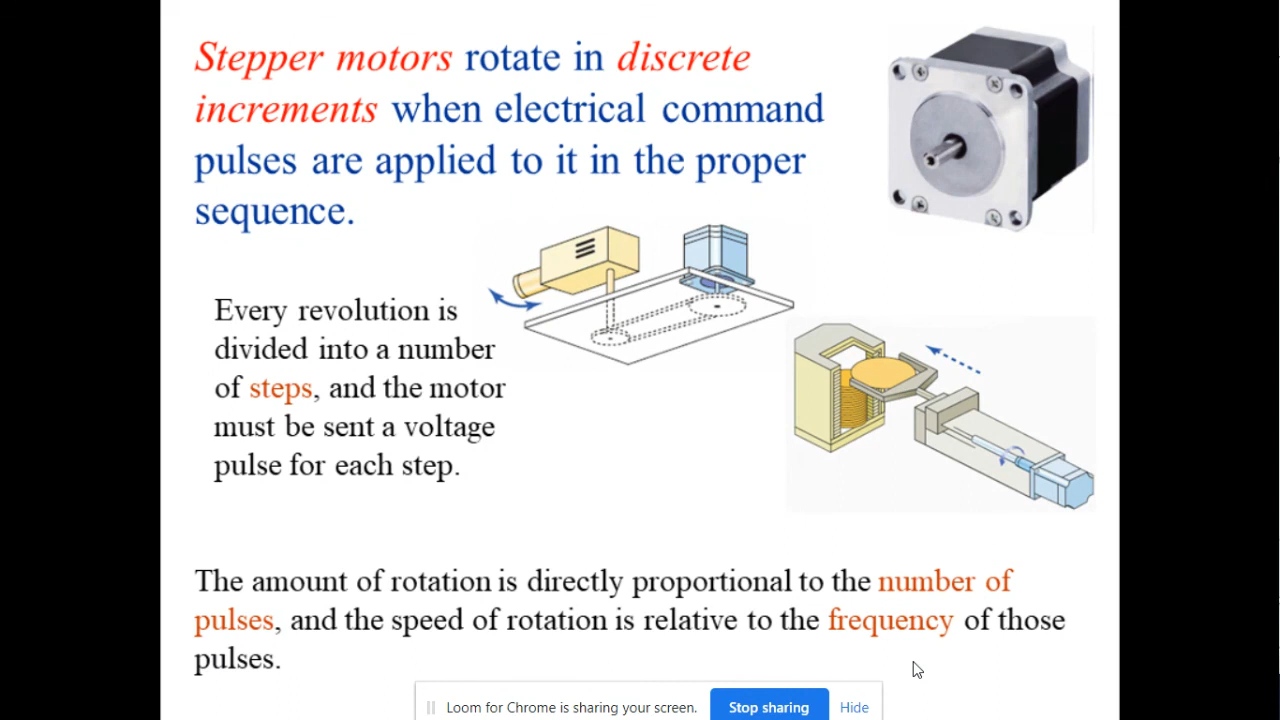 Stepper motors rotate in discrete
increments when electrical command
pulses are applied to it in the proper
sequence.
Every revolution is
divided into a number
of steps, and the motor
must be sent a voltage
pulse for each step.
The amount of rotation is directly proportional to the number of
pulses, and the speed of rotation is relative to the frequency of those
pulses.
Loom for Chrome is sharing your screen.
Stop sharing
Hide